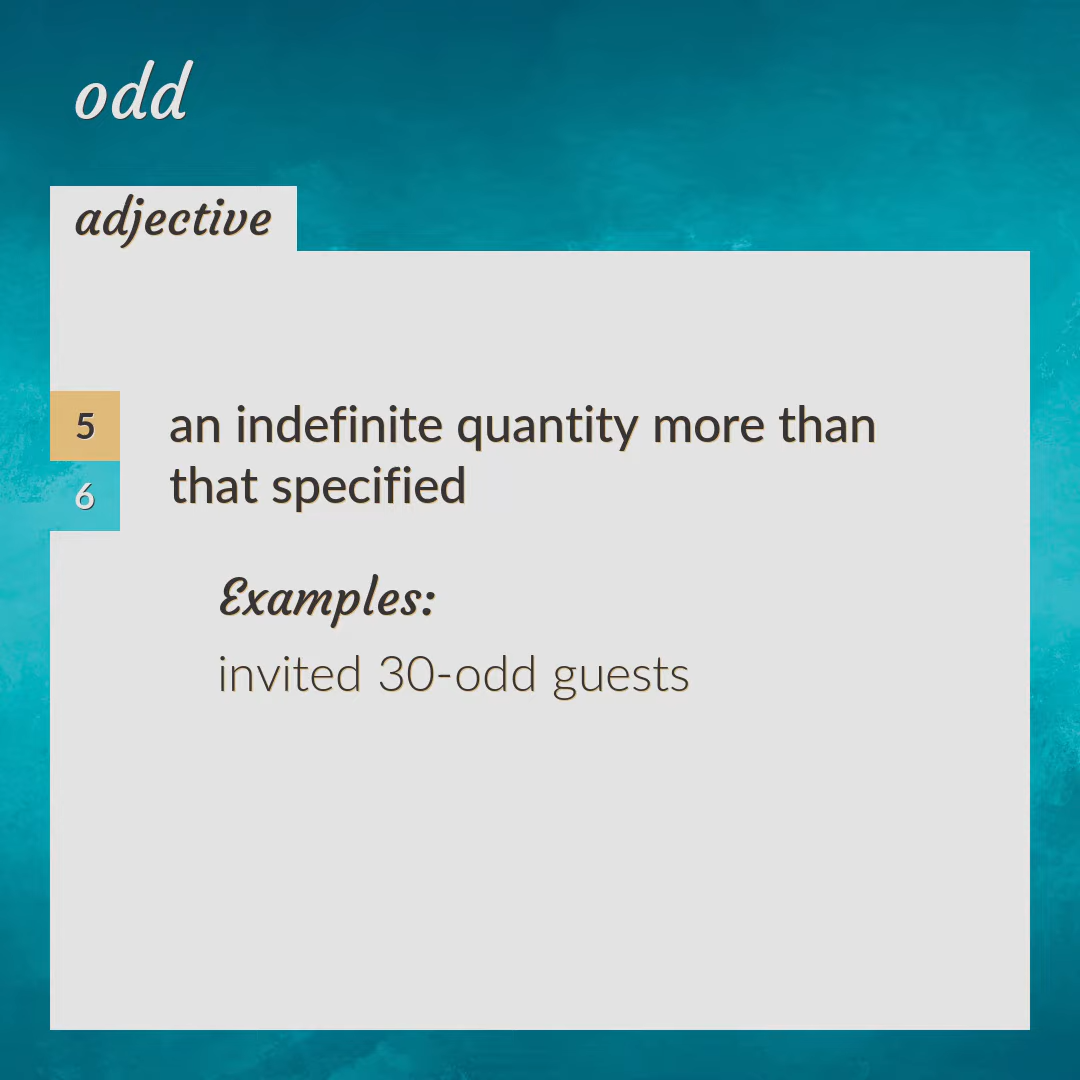 odd
adjective
5
6
an indefinite quantity more than
that specified
Examples:
invited 30-odd guests